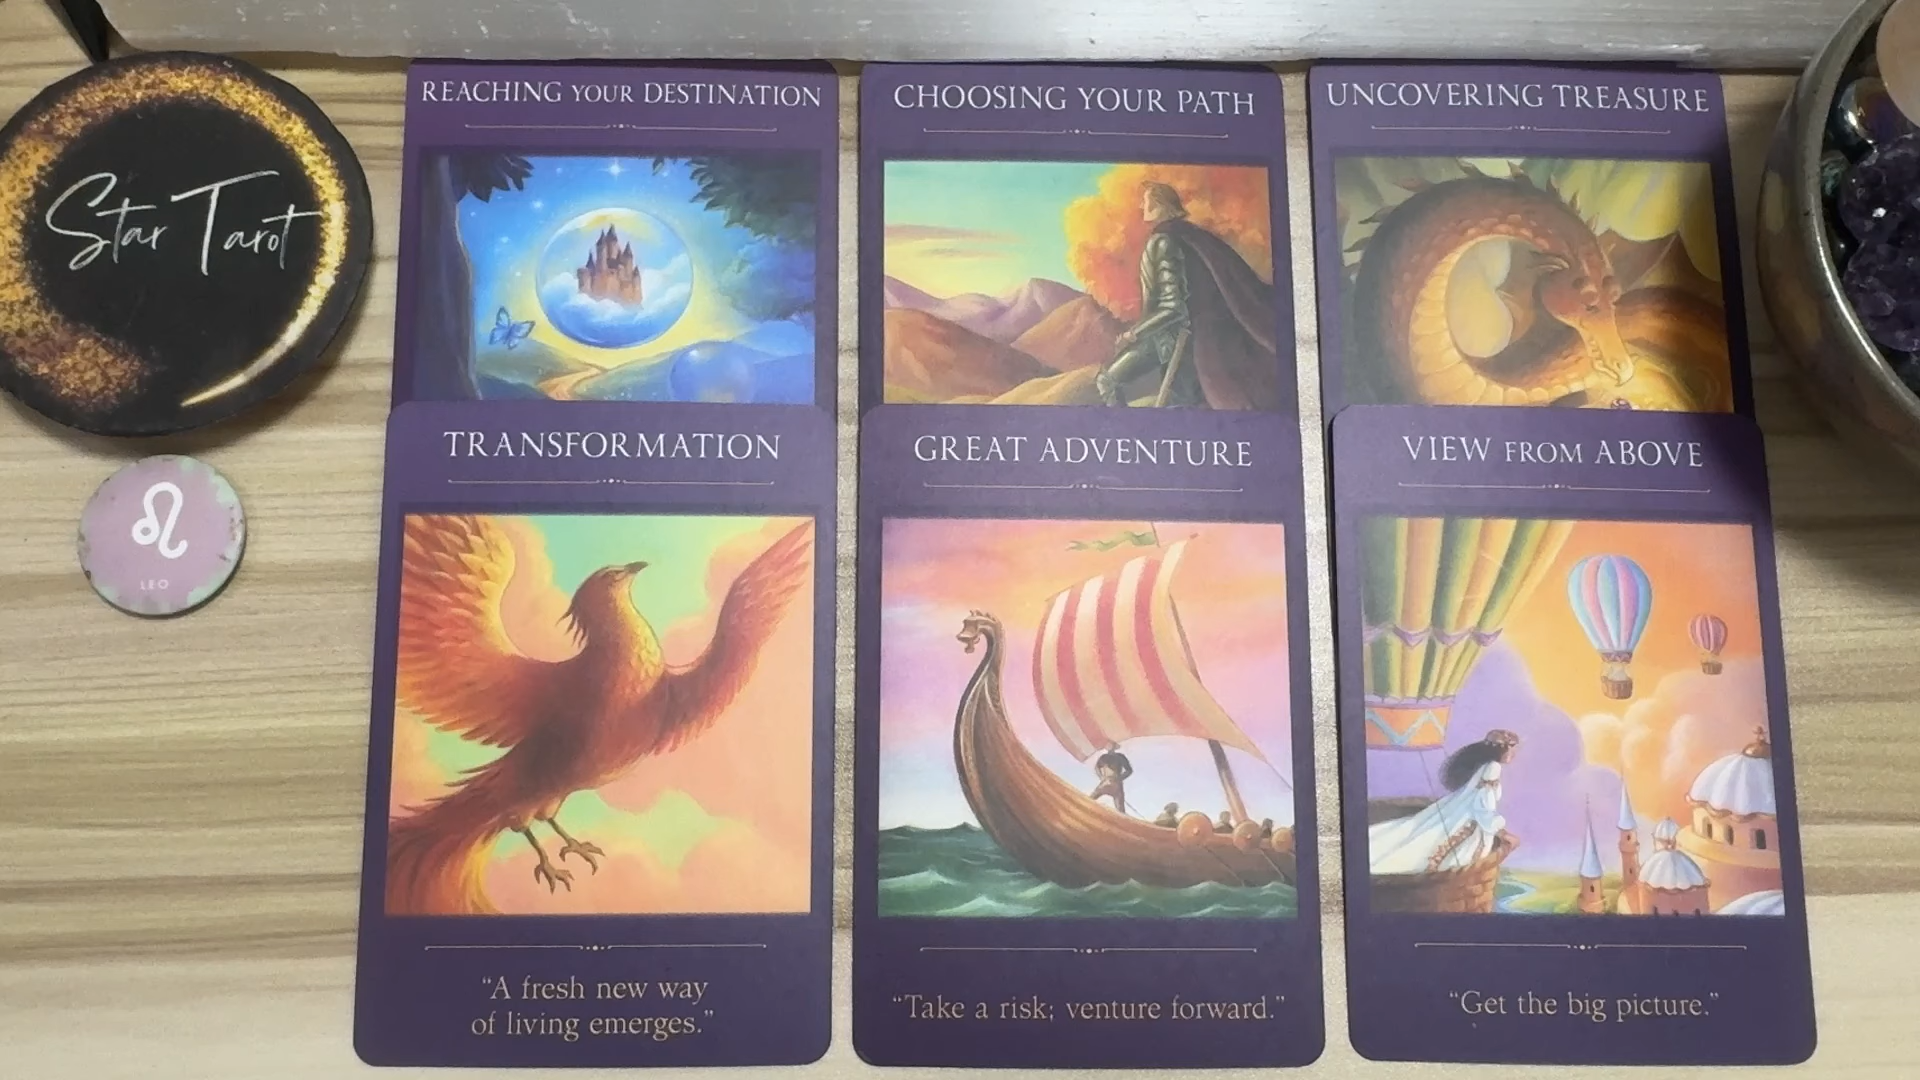 Star Tarot
LEO
REACHING YOUR DESTINATION
CHOOSING YOUR PATH
UNCOVERING TREASURE
TRANSFORMATION
GREAT ADVENTURE
VIEW FROM ABOVE
“A fresh new way
of living emerges.”
“Take a risk; venture forward.”
“Get the big picture.”